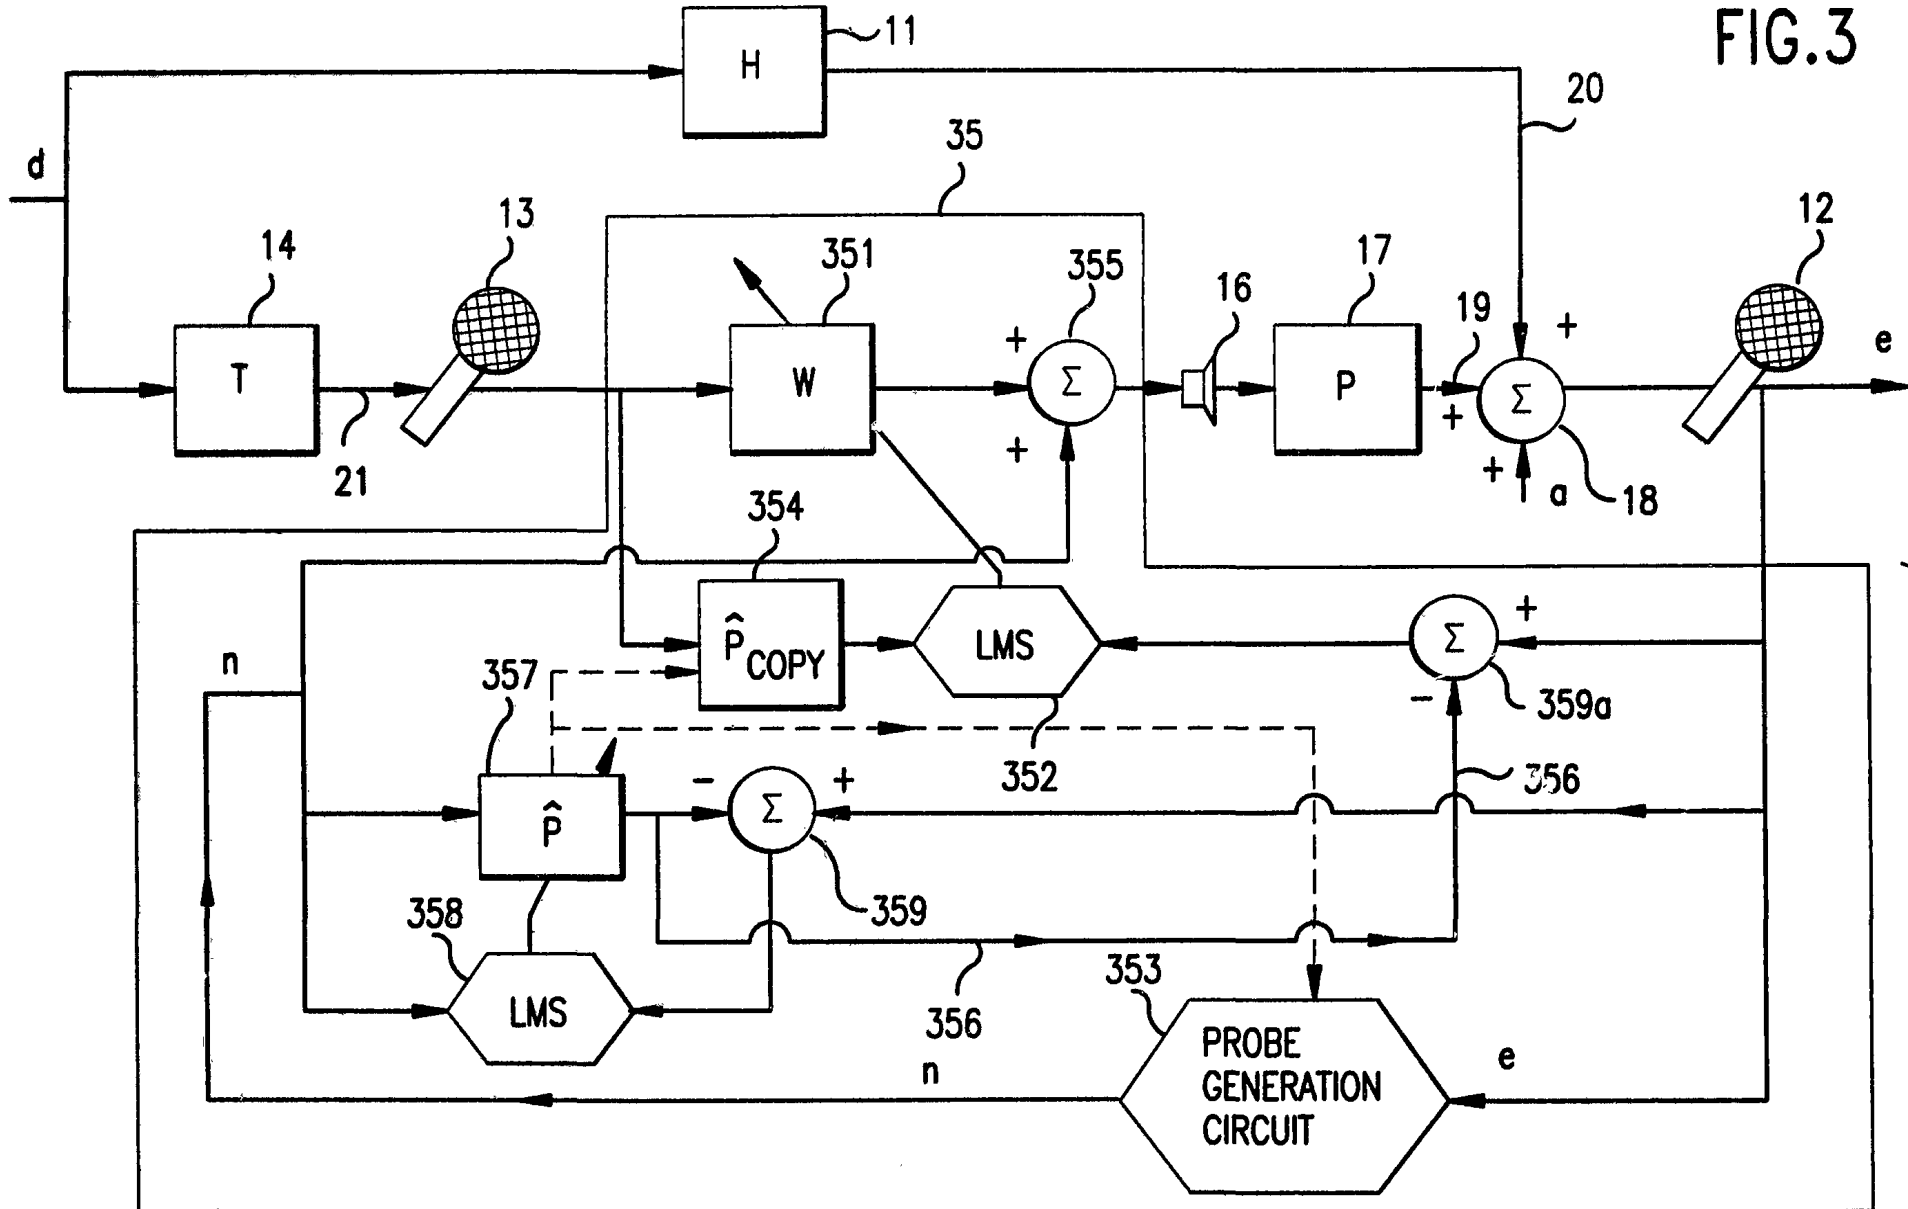 FIG.3
11
H
20
35
d
13
12
14
351
355
16
17
19
+
e
T
W
+
Σ
P
Σ
+
21
+
+
a
18
354
P̂ COPY
LMS
Σ
+
n
357
-
359a
352
356
P̂
-
Σ
+
359
358
LMS
356
353
PROBE
GENERATION
CIRCUIT
e
n